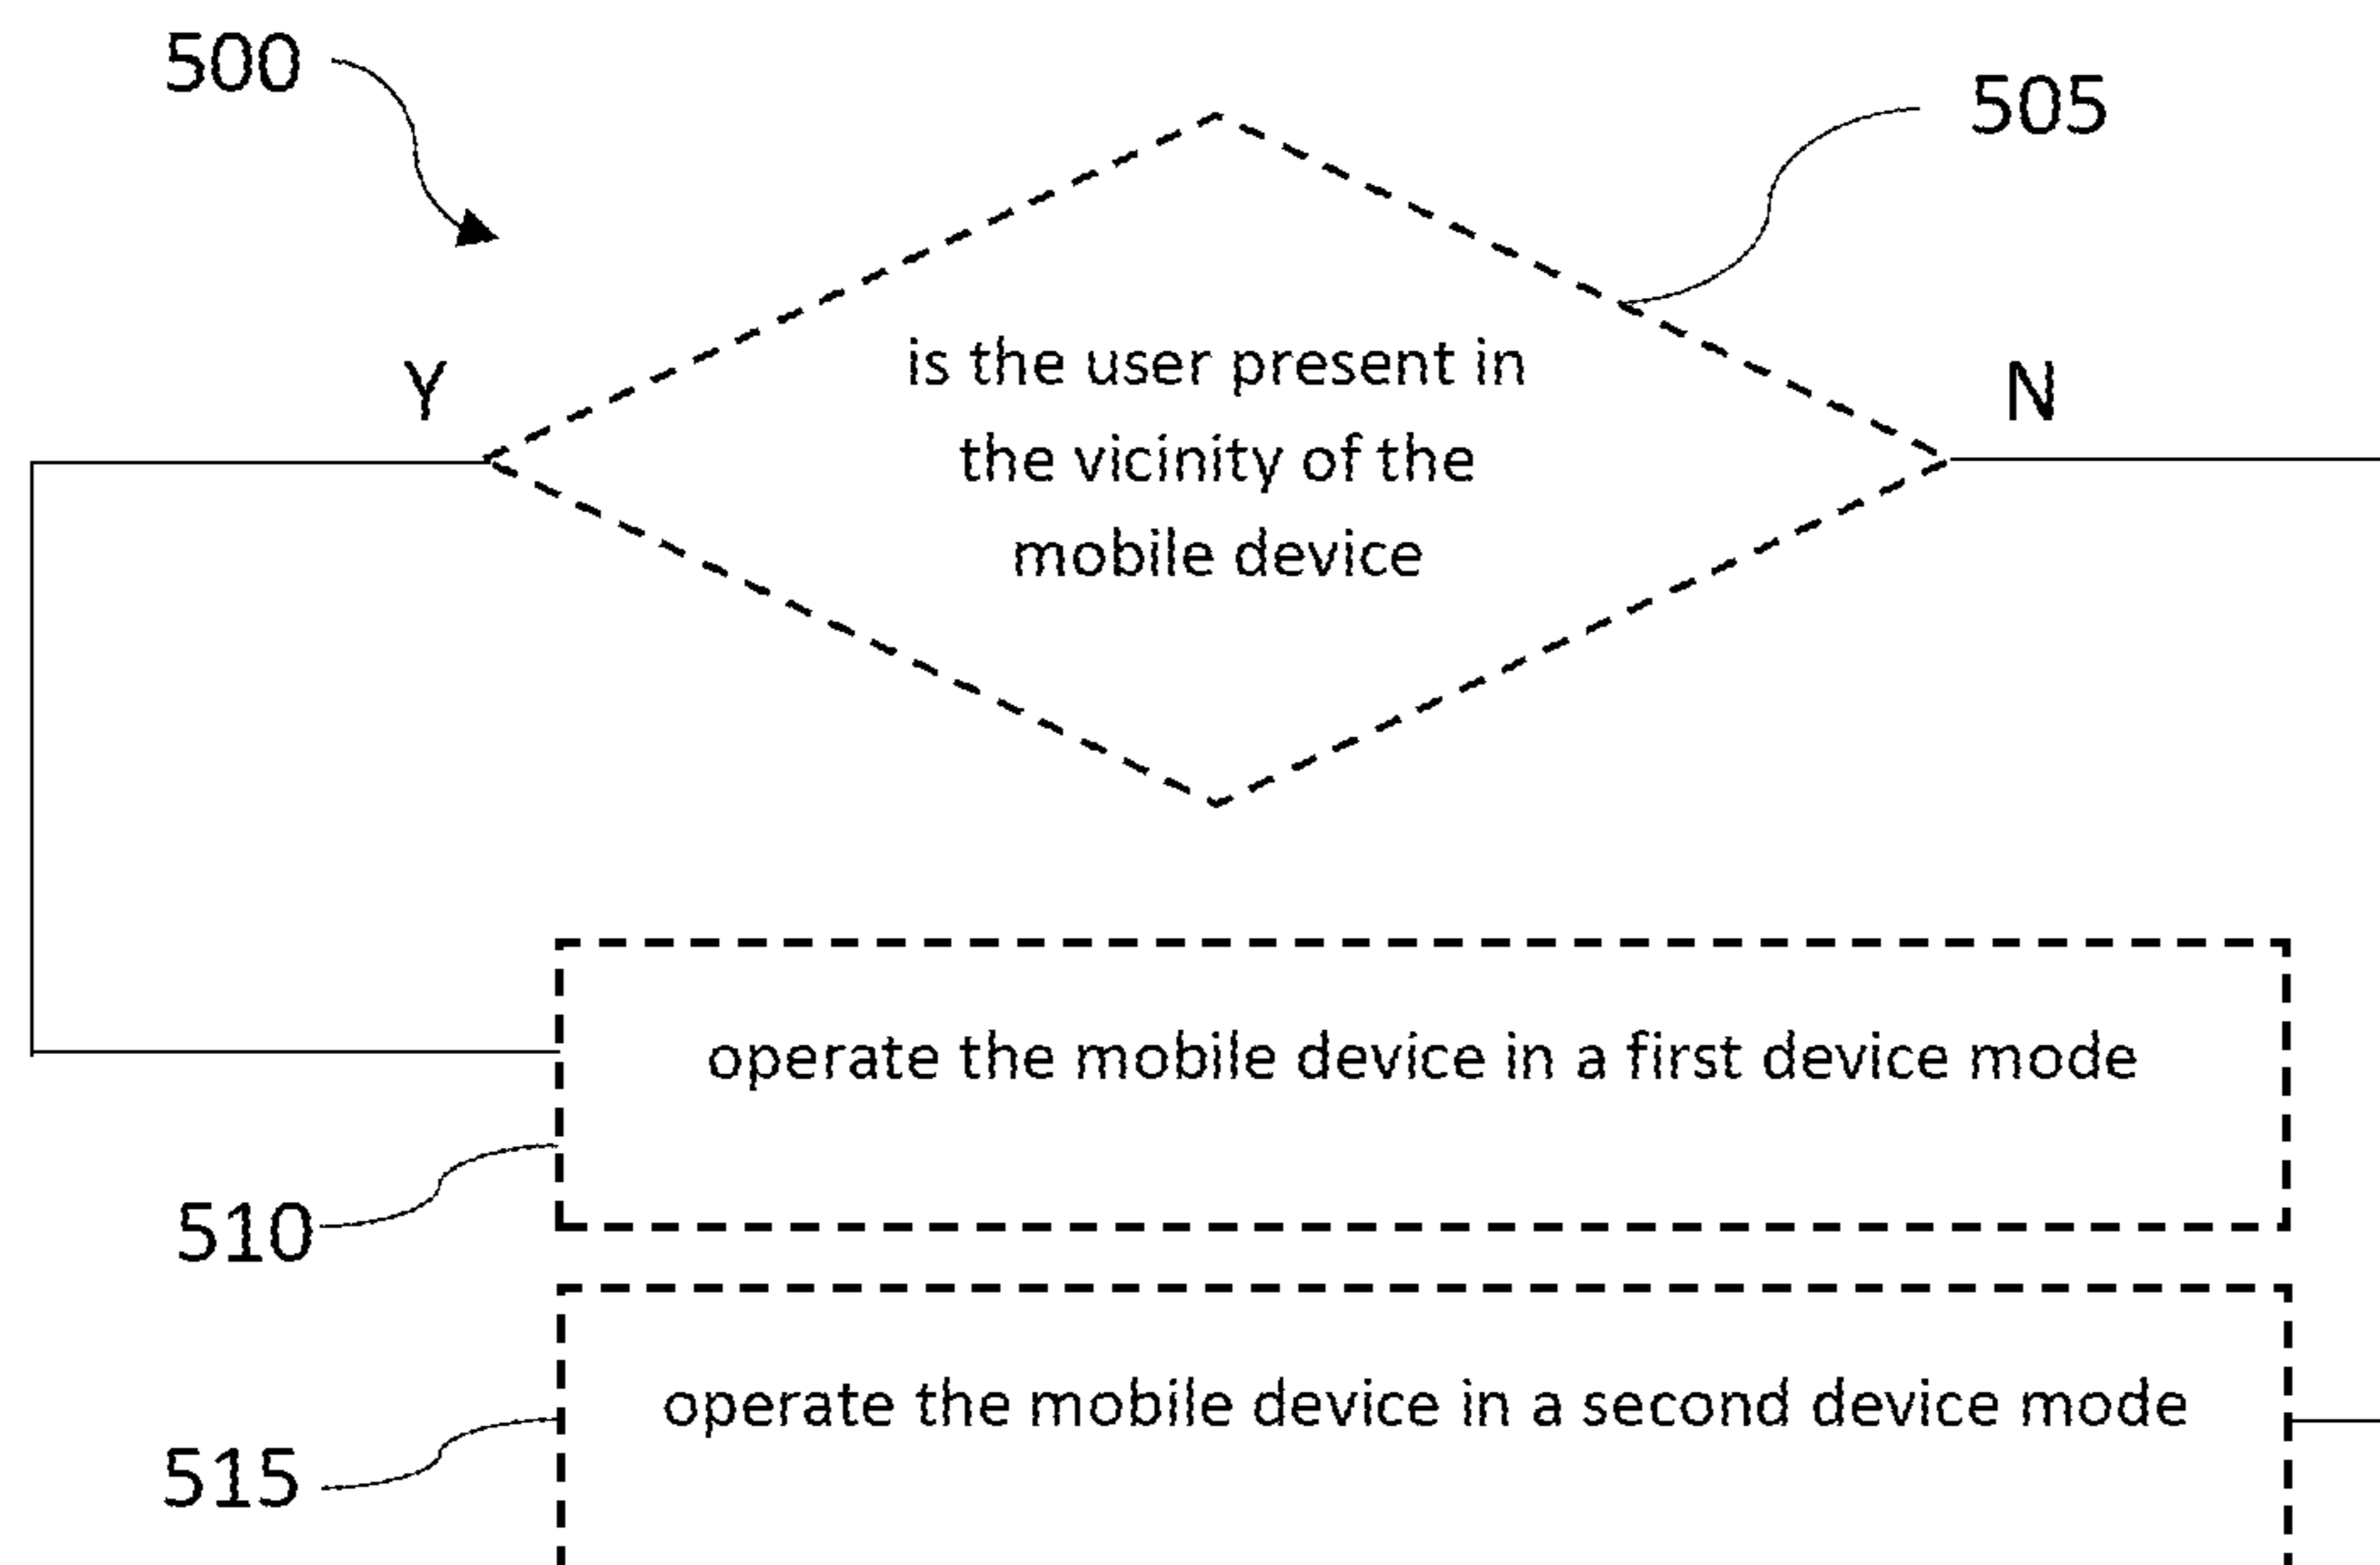 500
505
Y
N
is the user present in
the vicinity of the
mobile device
operate the mobile device in a first device mode
510
operate the mobile device in a second device mode
515